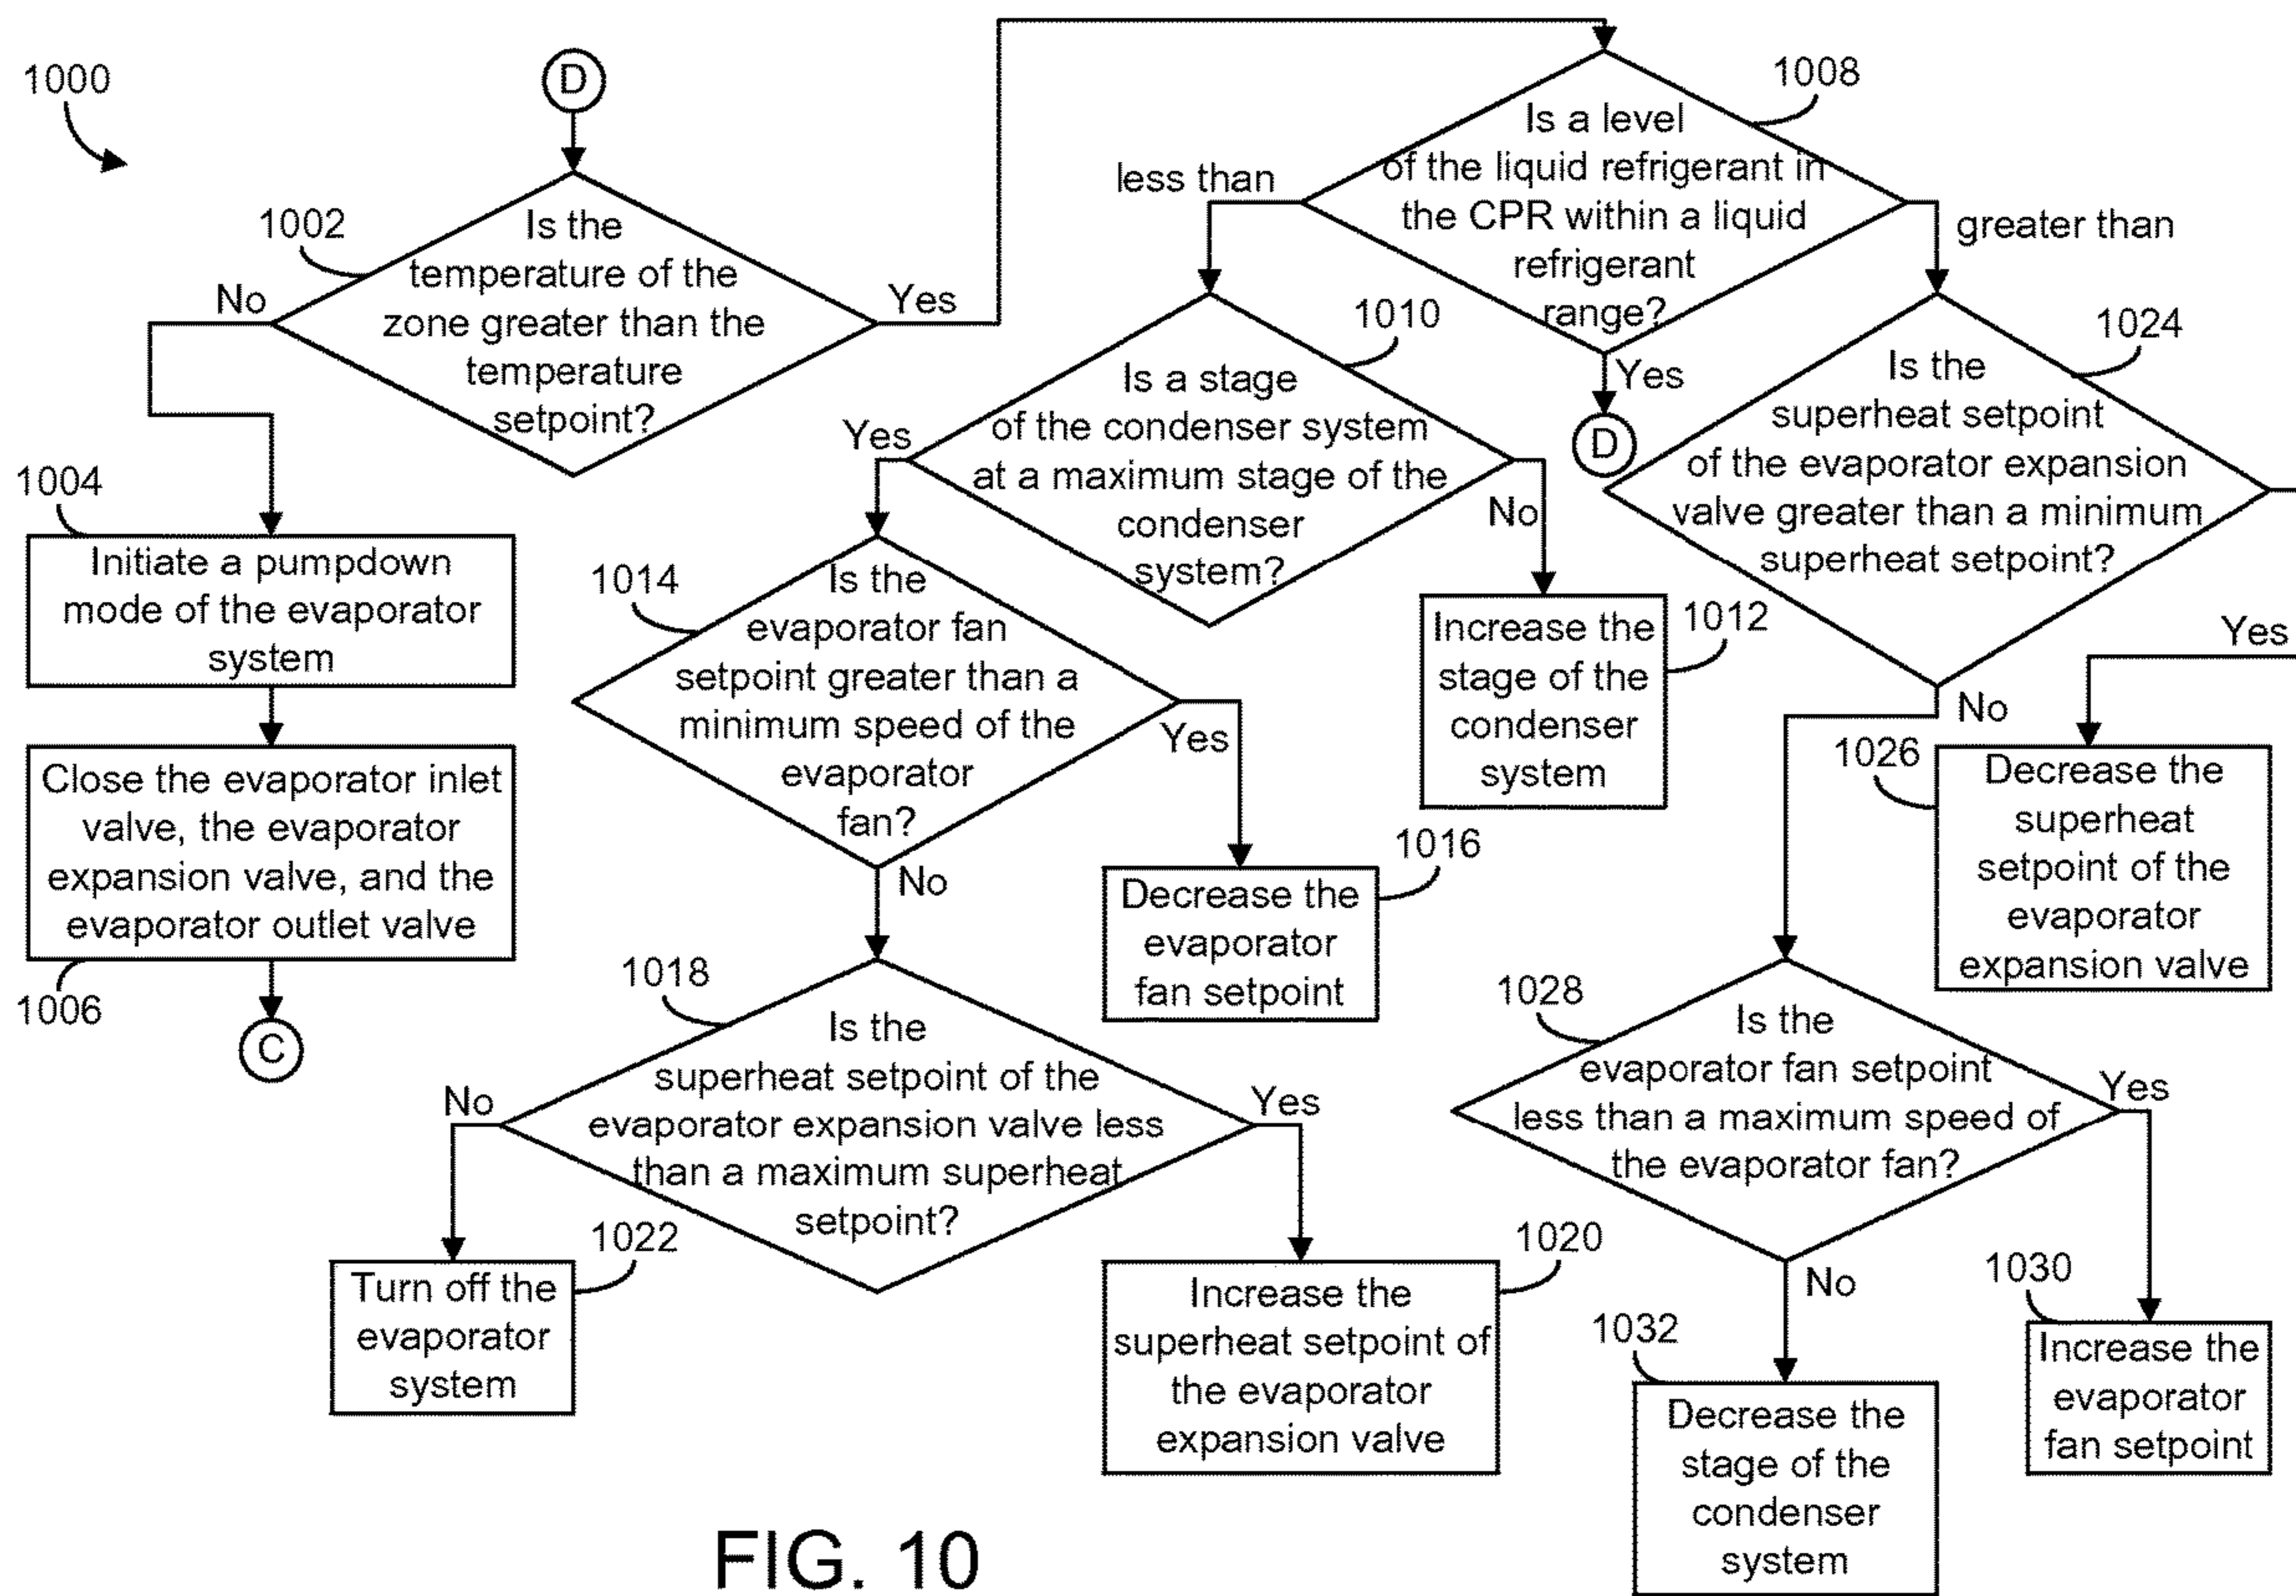 1000
D
1002
Is the
temperature of the
zone greater than the
temperature
setpoint?
No
Yes
1004
Initiate a pumpdown
mode of the evaporator
system
Close the evaporator inlet
valve, the evaporator
expansion valve, and the
evaporator outlet valve
1006
C
1008
Is a level
of the liquid refrigerant in
the CPR within a liquid
refrigerant
range?
less than
greater than
Yes
D
1010
Is a stage
of the condenser system
at a maximum stage of the
condenser
system?
Yes
No
1012
Increase the
stage of the
condenser
system
1014
Is the
evaporator fan
setpoint greater than a
minimum speed of the
evaporator
fan?
Yes
No
1016
Decrease the
evaporator
fan setpoint
1018
Is the
superheat setpoint of the
evaporator expansion valve less
than a maximum superheat
setpoint?
No
Yes
1022
Turn off the
evaporator
system
1020
Increase the
superheat setpoint of
the evaporator
expansion valve
1024
Is the
superheat setpoint
of the evaporator expansion
valve greater than a minimum
superheat setpoint?
Yes
No
1026
Decrease the
superheat
setpoint of the
evaporator
expansion valve
1028
Is the
evaporator fan setpoint
less than a maximum speed of
the evaporator fan?
Yes
No
1030
Increase the
evaporator
fan setpoint
1032
Decrease the
stage of the
condenser
system
FIG. 10